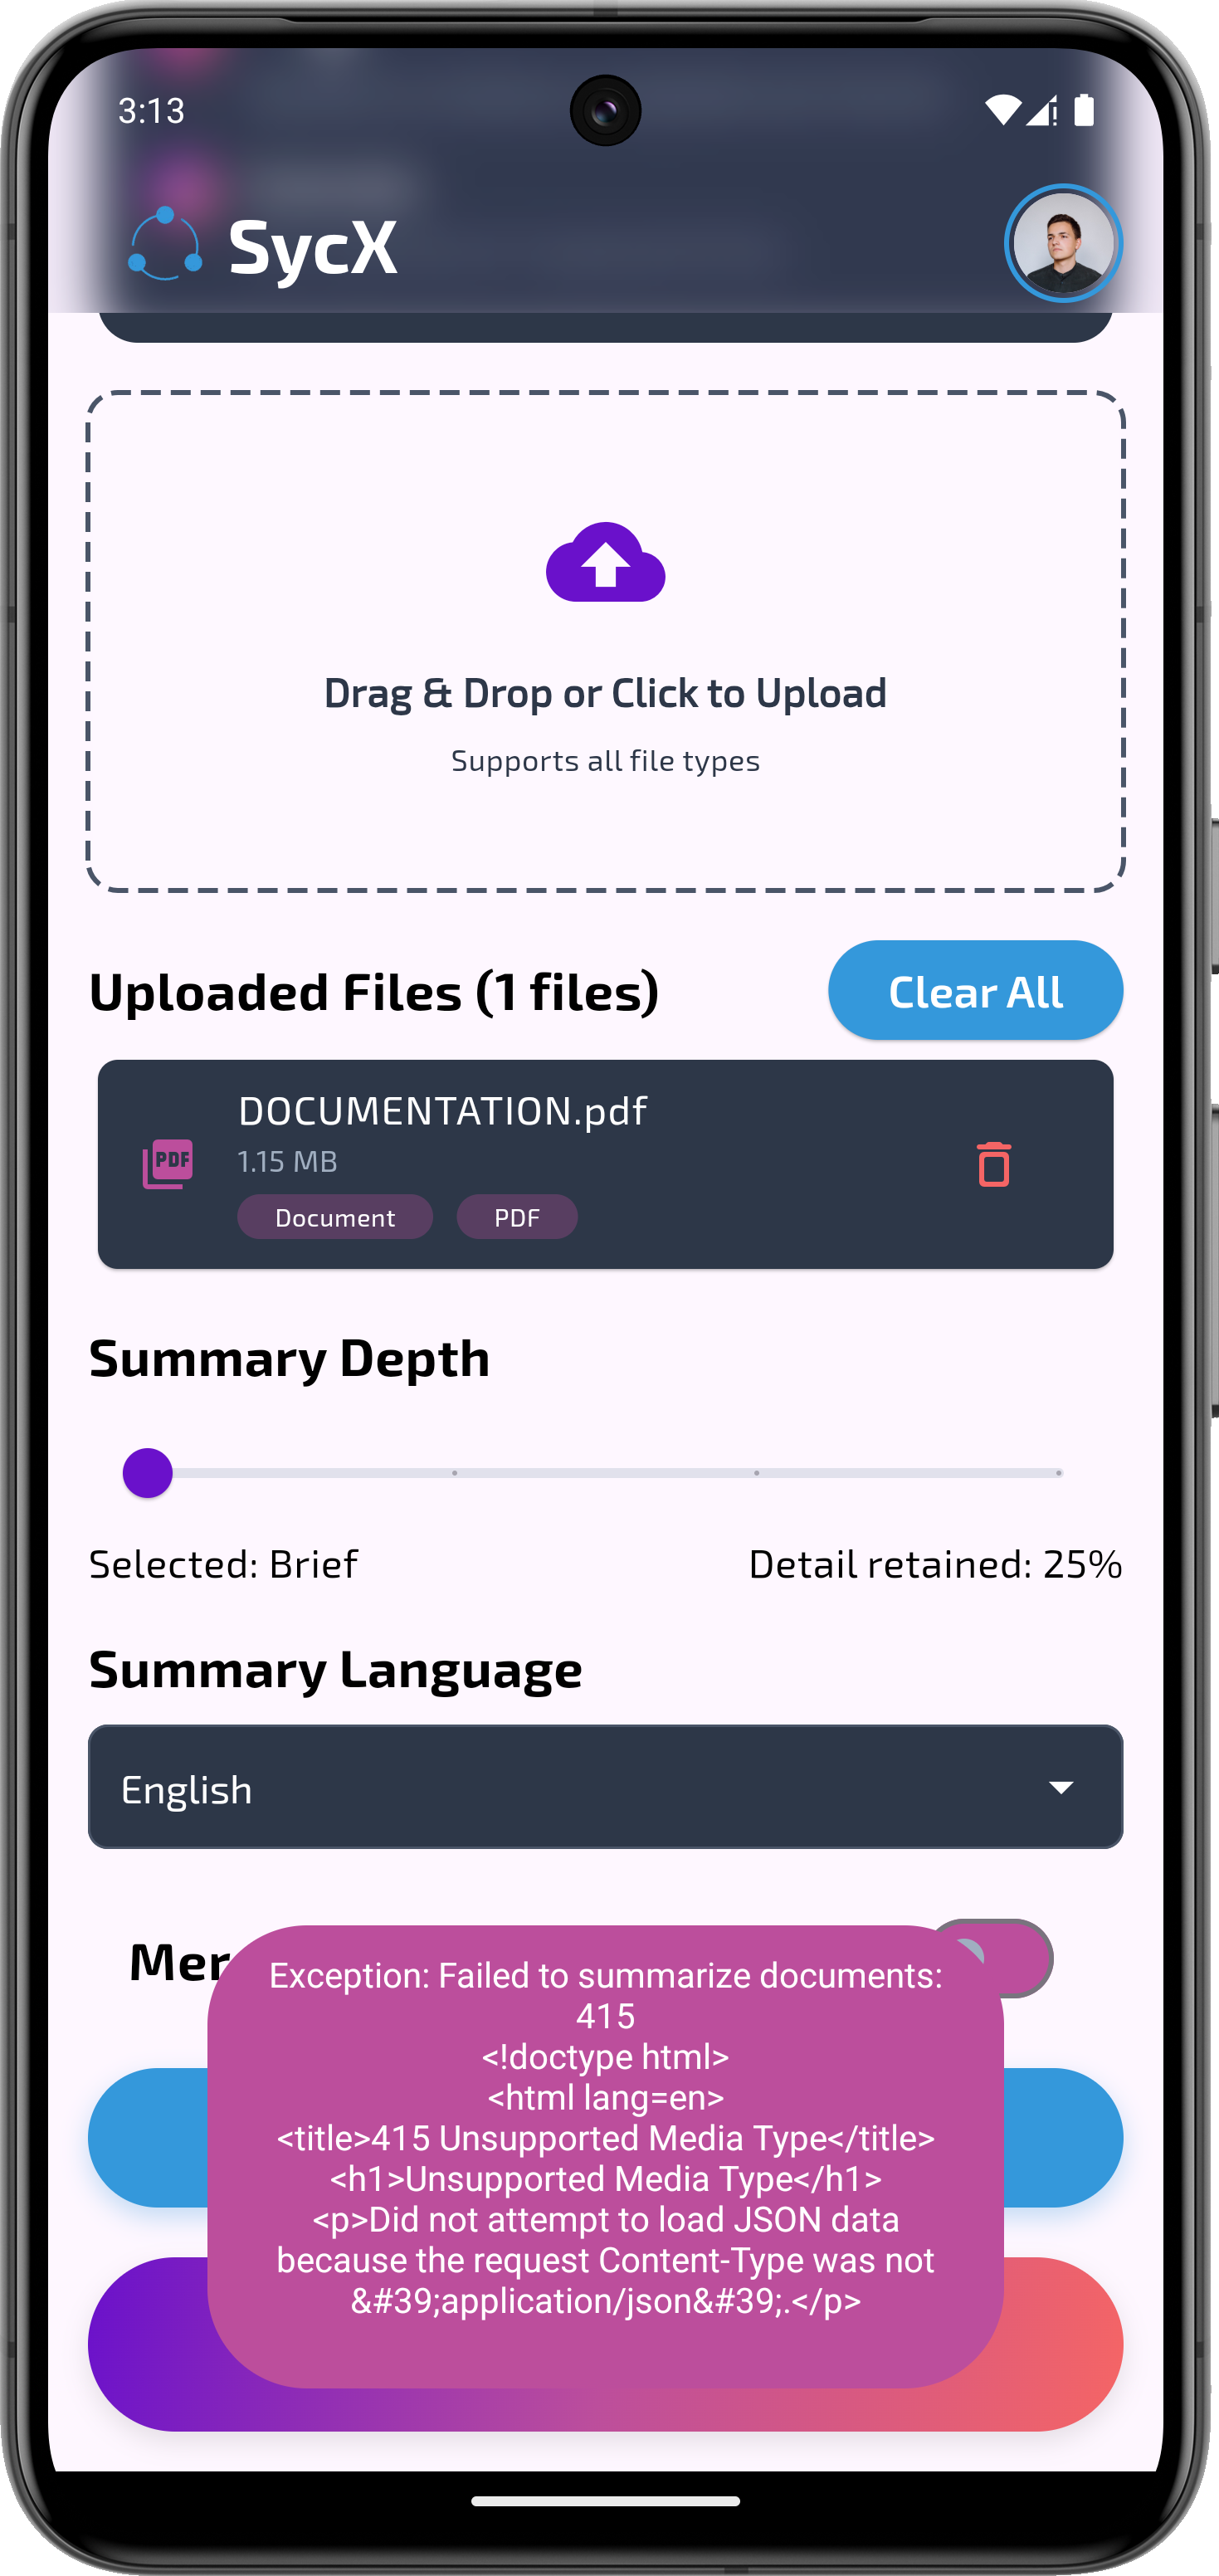 3:13
SycX
Drag & Drop or Click to Upload
Supports all file types
Uploaded Files (1 files)
Clear All
DOCUMENTATION.pdf
PDF
1.15 MB
Document
PDF
Summary Depth
Selected: Brief
Detail retained: 25%
Summary Language
English
Mer
Exception: Failed to summarize documents:
415
<!doctype html>
<html lang=en>
<title>415 Unsupported Media Type</title>
<h1>Unsupported Media Type</h1>
<p>Did not attempt to load JSON data
because the request Content-Type was not
&#39;application/json&#39;.</p>